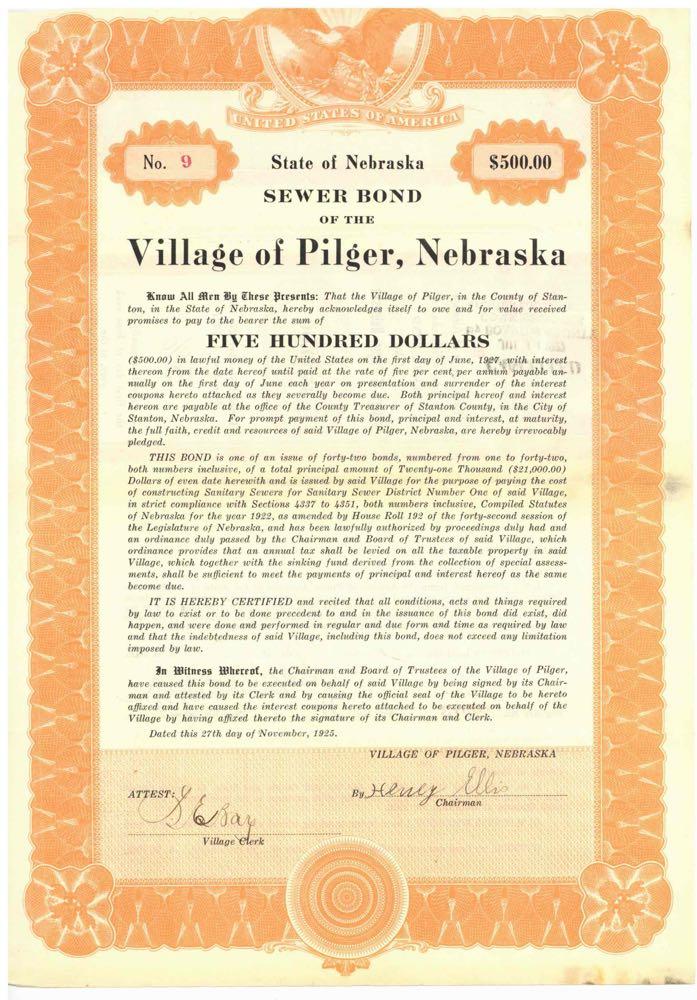 UNITED STATES OF AMERICA
No. 9
State of Nebraska
$500.00
SEWER BOND
OF THE
Village of Pilger, Nebraska
Know All Men By These Presents: That the Village of Pilger, in the County of Stan-
ton, in the State of Nebraska, hereby acknowledges itself to owe and for value received
promises to pay to the bearer the sum of
FIVE HUNDRED DOLLARS
($500.00) in lawful money of the United States on the first day of June, 1927, with interest
thereon from the date hereof until paid at the rate of five per cent, per annum payable an-
nually on the first day of June each year on presentation and surrender of the interest
coupons hereto attached as they severally become due. Both principal hereof and interest
hereon are payable at the office of the County Treasurer of Stanton County, in the City of
Stanton, Nebraska. For prompt payment of this bond, principal and interest, at maturity,
the full faith, credit and resources of said Village of Pilger, Nebraska, are hereby irrevocably
pledged.
THIS BOND is one of an issue of forty-two bonds, numbered from one to forty-two,
both numbers inclusive, of a total principal amount of Twenty-one Thousand ($21,000.00)
Dollars of even date herewith and is issued by said Village for the purpose of paying the cost
of constructing Sanitary Sewers for Sanitary Sewer District Number One of said Village,
in strict compliance with Sections 4337 to 4351, both numbers inclusive, Compiled Statutes
of Nebraska for the year 1922, as amended by House Roll 192 of the forty-second session of
the Legislature of Nebraska, and has been lawfully authorized by proceedings duly had and
an ordinance duly passed by the Chairman and Board of Trustees of said Village, which
ordinance provides that an annual tax shall be levied on all the taxable property in said
Village, which together with the sinking fund derived from the collection of special assess-
ments, shall be sufficient to meet the payments of principal and interest hereof as the same
become due.
IT IS HEREBY CERTIFIED and recited that all conditions, acts and things required
by law to exist or to be done precedent to and in the issuance of this bond did exist, did
happen, and were done and performed in regular and due form and time as required by law
and that the indebtedness of said Village, including this bond, does not exceed any limitation
imposed by law.
In Witness Whereof, the Chairman and Board of Trustees of the Village of Pilger,
have caused this bond to be executed on behalf of said Village by being signed by its Chair-
man and attested by its Clerk and by causing the official seal of the Village to be hereto
affixed and have caused the interest coupons hereto attached to be executed on behalf of the
Village by having affixed thereto the signature of its Chairman and Clerk.
Dated this 27th day of November, 1925.
VILLAGE OF PILGER, NEBRASKA
ATTEST:
By Henry Ellis
Chairman
Village Clerk